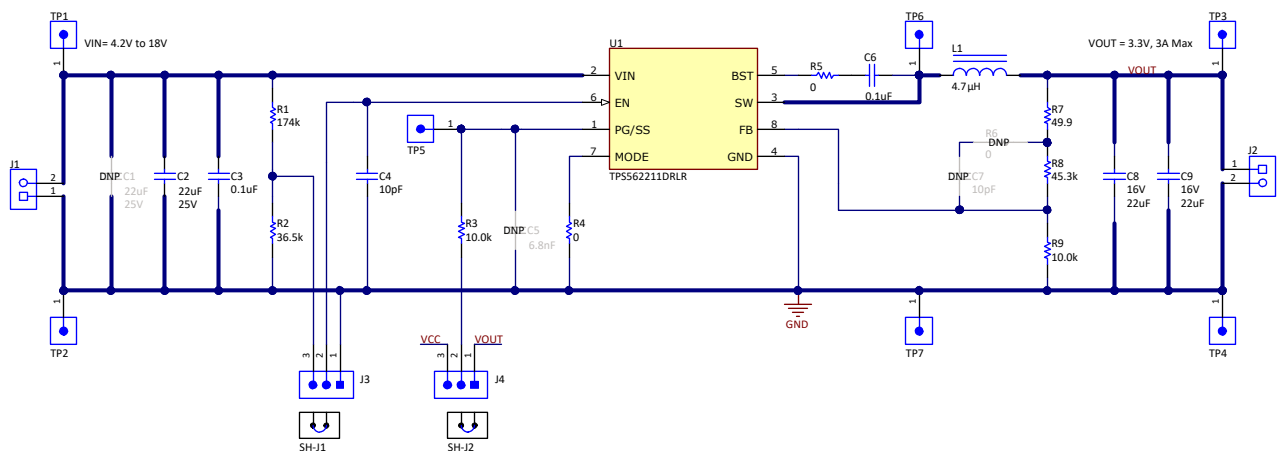 TP1
TP6
TP3
VIN= 4.2V to 18V
VOUT = 3.3V, 3A Max
U1
1
1
1
2
VIN
BST
5
R5
0
C6
0.1uF
L1
4.7µH
VOUT
6
EN
SW
3
1
PG/SS
FB
8
7
MODE
GND
4
TPS562211DRLR
TP5
1
R1
174k
R7
49.9
R6
DNP
0
J1
2
1
DNP
C1
22uF
25V
C2
22uF
25V
C3
0.1uF
C4
10pF
DNP
C7
10pF
R8
45.3k
C8
16V
22uF
C9
16V
22uF
J2
1
2
R2
36.5k
R3
10.0k
DNP
C5
6.8nF
R4
0
R9
10.0k
1
1
1
TP2
GND
TP7
TP4
VCC
VOUT
3
2
1
J3
3
2
1
J4
SH-J1
SH-J2